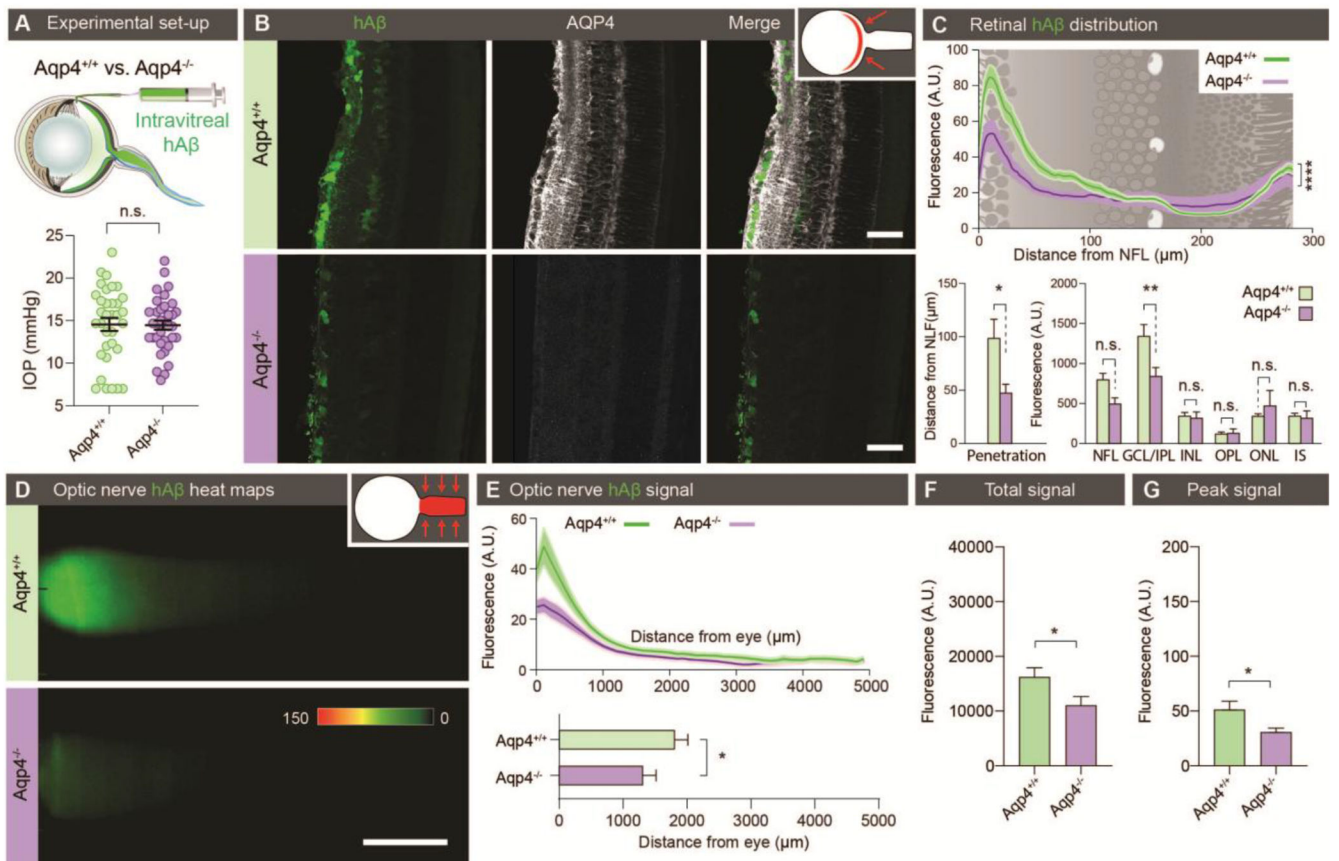 A Experimental set-up
Aqp4+/+ vs. Aqp4-/-
Intravitreal
hAβ
n.s.
25
20
15
10
5
IOP (mmHg)
Aqp4+/+
Aqp4-/-
B hAβ AQP4 Merge
Aqp4+/+
Aqp4-/-
C Retinal hAβ distribution
100
80
60
40
20
0
Fluorescence (A.U.)
Aqp4+/+
Aqp4-/-
****
0 100 200 300
Distance from NFL (µm)
150
100
50
0
Distance from NLF(µm)
*
Penetration
2000
1500
1000
500
0
Fluorescence (A.U.)
Aqp4+/+
Aqp4-/-
n.s. ** n.s. n.s. n.s. n.s.
NFL GCL/IPL INL OPL ONL IS
D Optic nerve hAβ heat maps
Aqp4+/+
Aqp4-/-
150 0
E Optic nerve hAβ signal
60
40
20
0
Fluorescence (A.U.)
Aqp4+/+ Aqp4-/-
Distance from eye (µm)
0 1000 2000 3000 4000 5000
Aqp4+/+
Aqp4-/-
*
0 1000 2000 3000 4000 5000
Distance from eye (µm)
F Total signal
40000
30000
20000
10000
0
Fluorescence (A.U.)
*
Aqp4+/+
Aqp4-/-
G Peak signal
200
150
100
50
0
Fluorescence (A.U.)
*
Aqp4+/+
Aqp4-/-